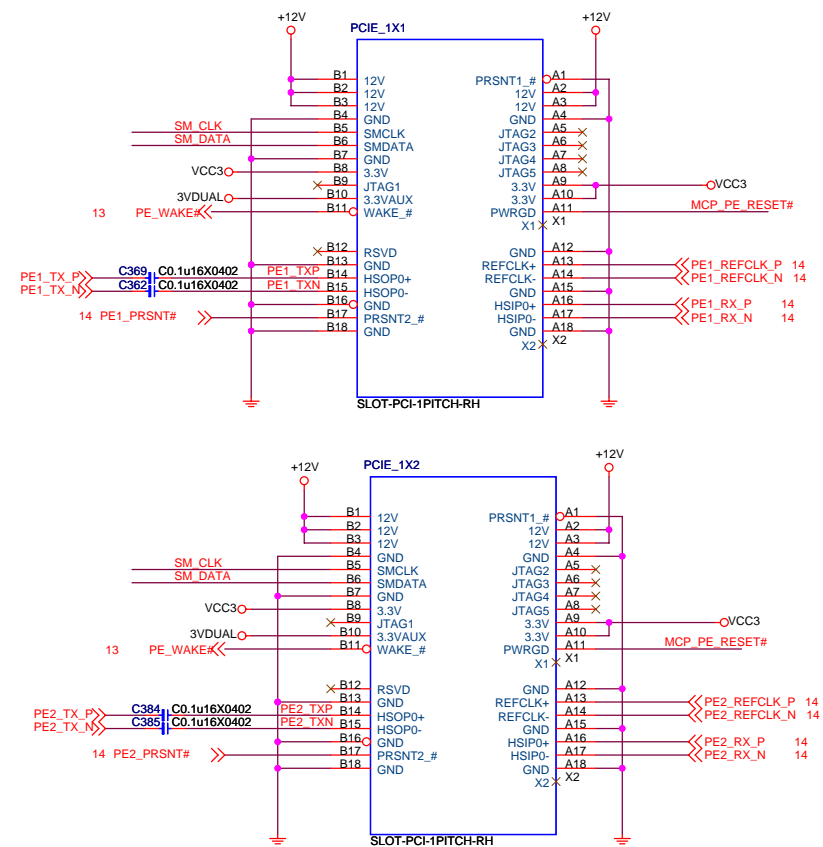 +12V +12V
PCIE_1X1
B1 12V PRSNT1_# A1
B2 12V 12V A2
B3 12V 12V A3
B4 GND GND A4
SM_CLK B5 SMCLK JTAG2 A5
SM_DATA B6 SMDATA JTAG3 A6
B7 GND JTAG4 A7
VCC3 B8 3.3V JTAG5 A8
B9 JTAG1 3.3V A9 VCC3
3VDUAL B10 3.3VAUX 3.3V A10
13 PE_WAKE# B11 WAKE_# PWRGD A11 MCP_PE_RESET#
X1 X1
B12 RSVD GND A12
B13 GND REFCLK+ A13 PE1_REFCLK_P 14
PE1_TX_P C369 C0.1u16X0402 PE1_TXP B14 HSOP0+ REFCLK- A14 PE1_REFCLK_N 14
PE1_TX_N C362 C0.1u16X0402 PE1_TXN B15 HSOP0- GND A15
B16 GND HSIP0+ A16 PE1_RX_P 14
14 PE1_PRSNT# B17 PRSNT2_# HSIP0- A17 PE1_RX_N 14
B18 GND GND A18
X2 X2
SLOT-PCI-1PITCH-RH
+12V +12V
PCIE_1X2
B1 12V PRSNT1_# A1
B2 12V 12V A2
B3 12V 12V A3
B4 GND GND A4
SM_CLK B5 SMCLK JTAG2 A5
SM_DATA B6 SMDATA JTAG3 A6
B7 GND JTAG4 A7
VCC3 B8 3.3V JTAG5 A8
B9 JTAG1 3.3V A9 VCC3
3VDUAL B10 3.3VAUX 3.3V A10
13 PE_WAKE# B11 WAKE_# PWRGD A11 MCP_PE_RESET#
X1 X1
B12 RSVD GND A12
B13 GND REFCLK+ A13 PE2_REFCLK_P 14
PE2_TX_P C384 C0.1u16X0402 PE2_TXP B14 HSOP0+ REFCLK- A14 PE2_REFCLK_N 14
PE2_TX_N C385 C0.1u16X0402 PE2_TXN B15 HSOP0- GND A15
B16 GND HSIP0+ A16 PE2_RX_P 14
14 PE2_PRSNT# B17 PRSNT2_# HSIP0- A17 PE2_RX_N 14
B18 GND GND A18
X2 X2
SLOT-PCI-1PITCH-RH